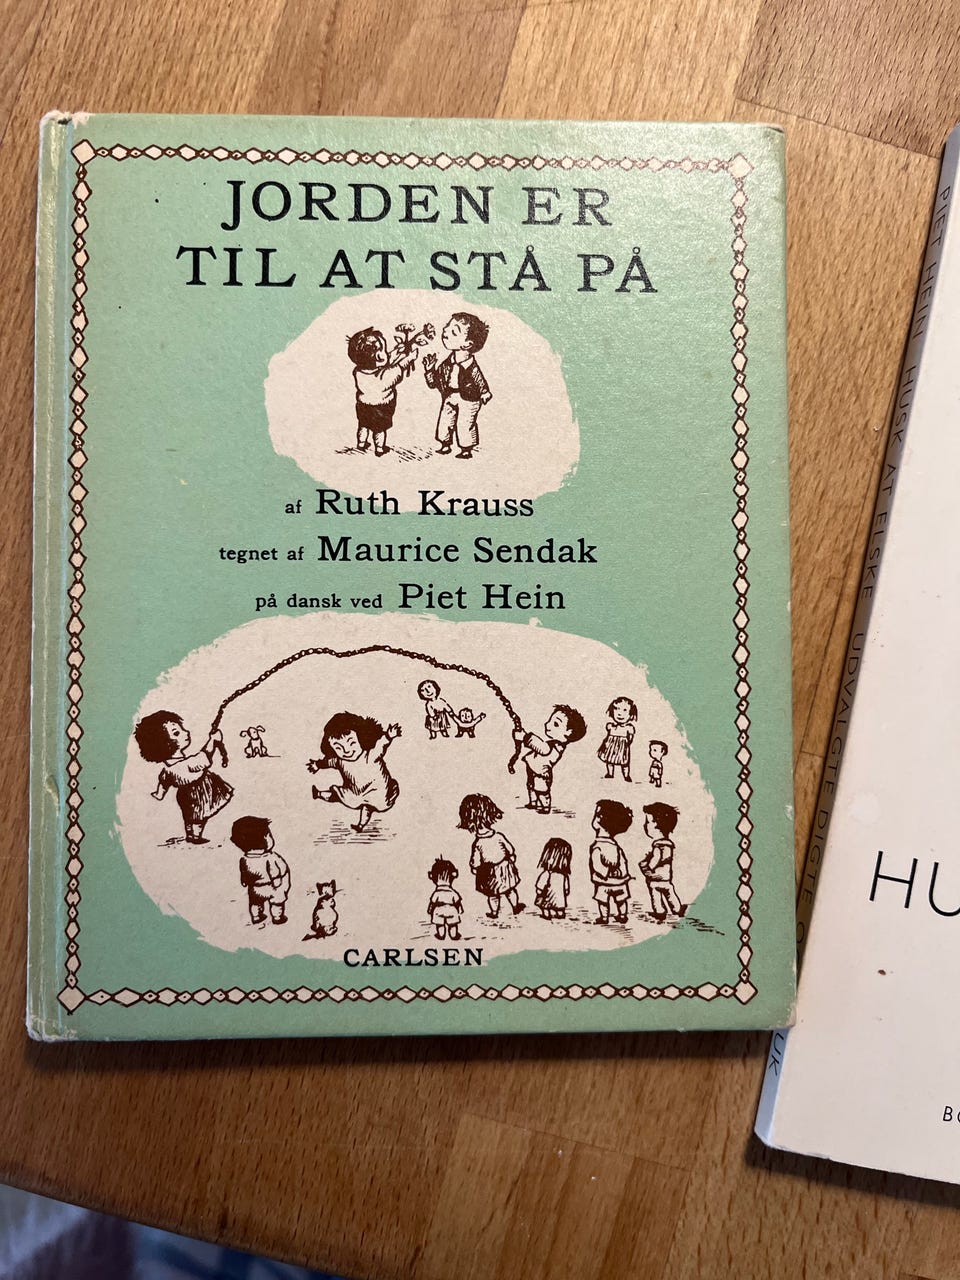 JORDEN ER
TIL AT STÅ PÅ
af Ruth Krauss
tegnet af Maurice Sendak
på dansk ved Piet Hein
CARLSEN
PIET HEIN HUSK AT ELSKE UDVALGTE DIGTE
HU
BO